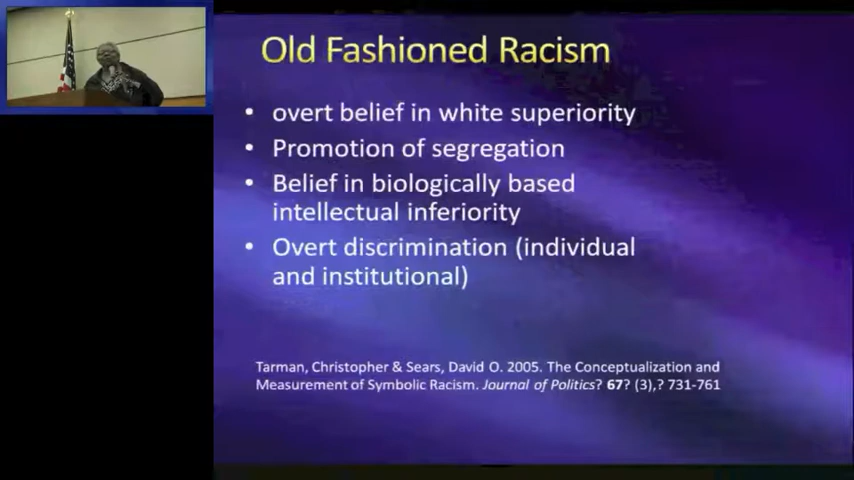 Old Fashioned Racism
• overt belief in white superiority
• Promotion of segregation
• Belief in biologically based
intellectual inferiority
• Overt discrimination (individual
and institutional)
Tarman, Christopher & Sears, David O. 2005. The Conceptualization and
Measurement of Symbolic Racism. Journal of Politics? 67? (3),? 731-761